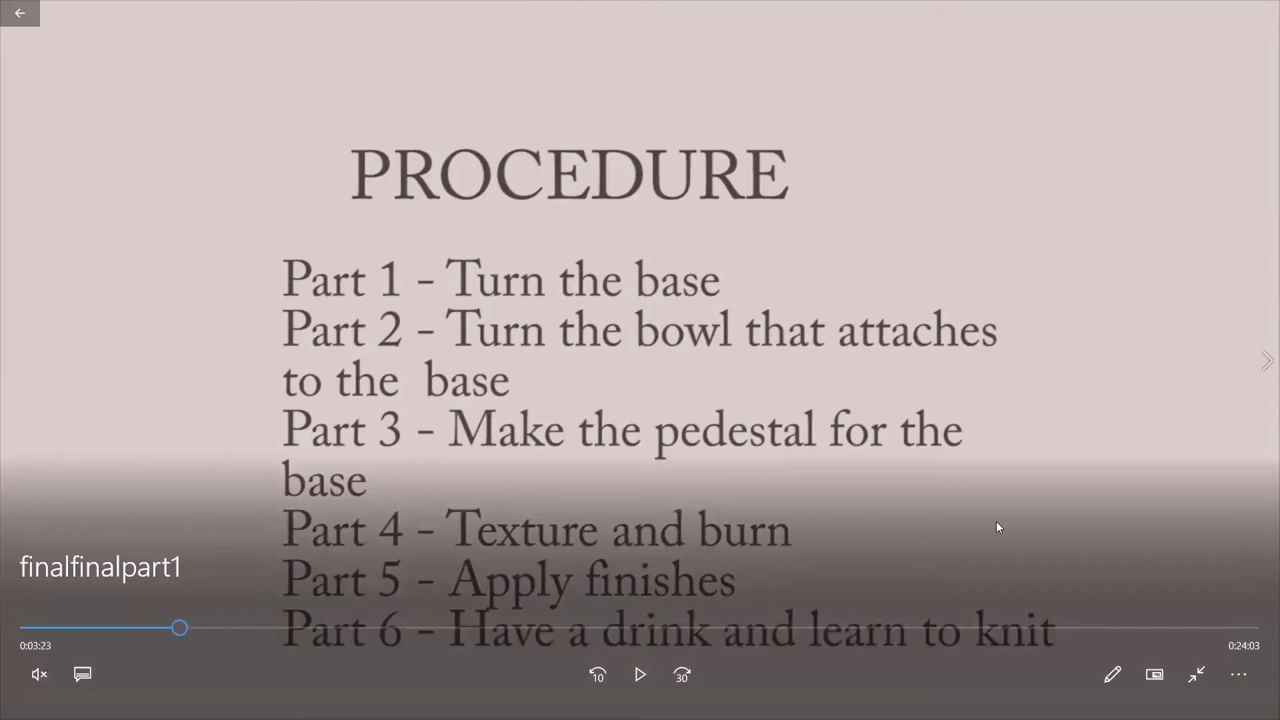 PROCEDURE
Part 1 - Turn the base
Part 2 - Turn the bowl that attaches
to the  base
Part 3 - Make the pedestal for the
base
Part 4 - Texture and burn
finalfinalpart1
Part 5 - Apply finishes
Part 6 - Have a drink and learn to knit
0:03:23
0:24:03
10
30